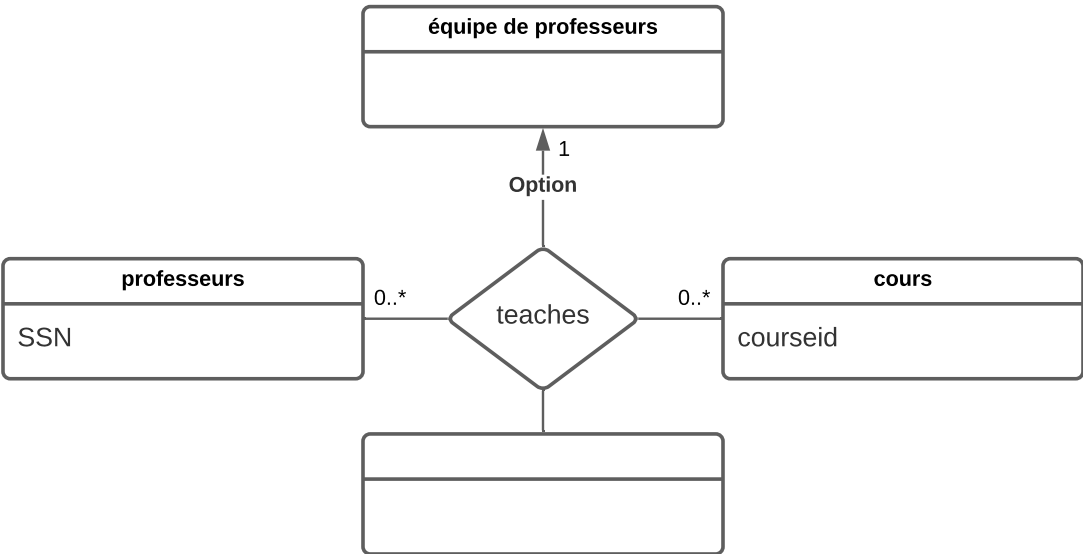 équipe de professeurs
1
Option
professeurs
cours
0..*
0..*
teaches
SSN
courseid